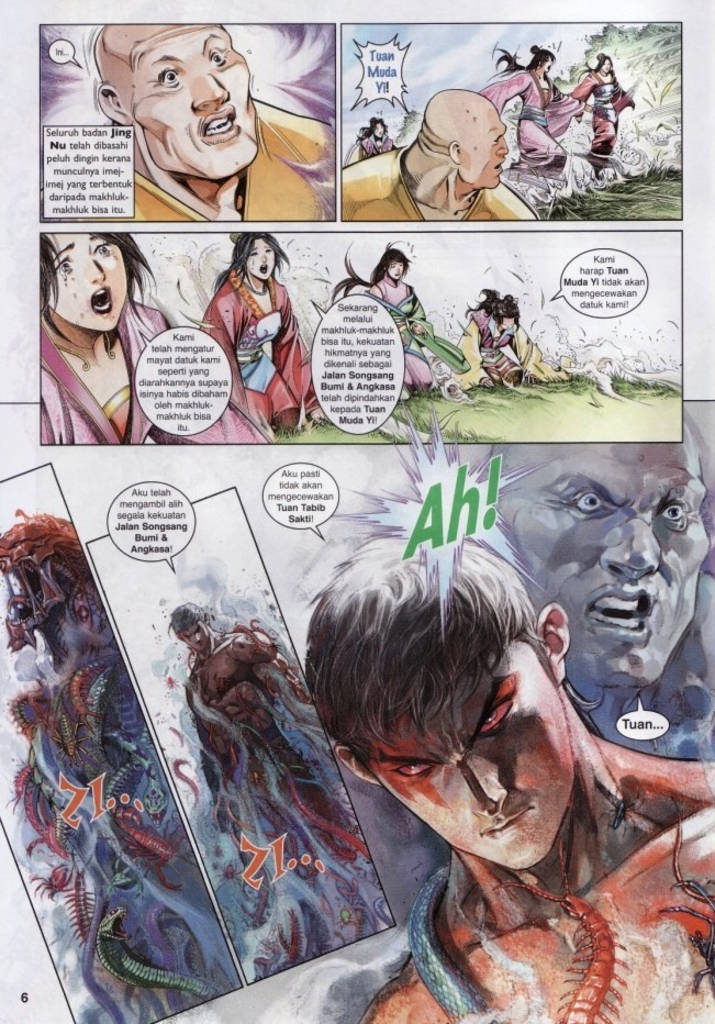 Ini...
Seluruh badan Jing
Nu telah dibasahi
peluh dingin kerana
munculnya imej-
imej yang terbentuk
daripada makhluk-
makhluk bisa itu.
Tuan
Muda
Yi!
Kami
telah mengatur
mayat datuk kami
seperti yang
diarahkannya supaya
isinya habis dibaham
oleh makhluk-
makhluk bisa
itu.
Sekarang
melalui
makhluk-makhluk
bisa itu, kekuatan
hikmatnya yang
dikenali sebagai
Jalan Songsang
Bumi & Angkasa
telah dipindahkan
kepada Tuan
Muda Yi!
Kami
harap Tuan
Muda Yi tidak akan
mengecewakan
datuk kami!
Aku telah
mengambil alih
segala kekuatan
Jalan Songsang
Bumi &
Angkasa!
Aku pasti
tidak akan
mengecewakan
Tuan Tabib
Sakti!
Ah!
Tuan...
ZI...
ZI...
6